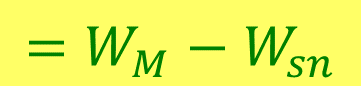 = W_M − W_sn